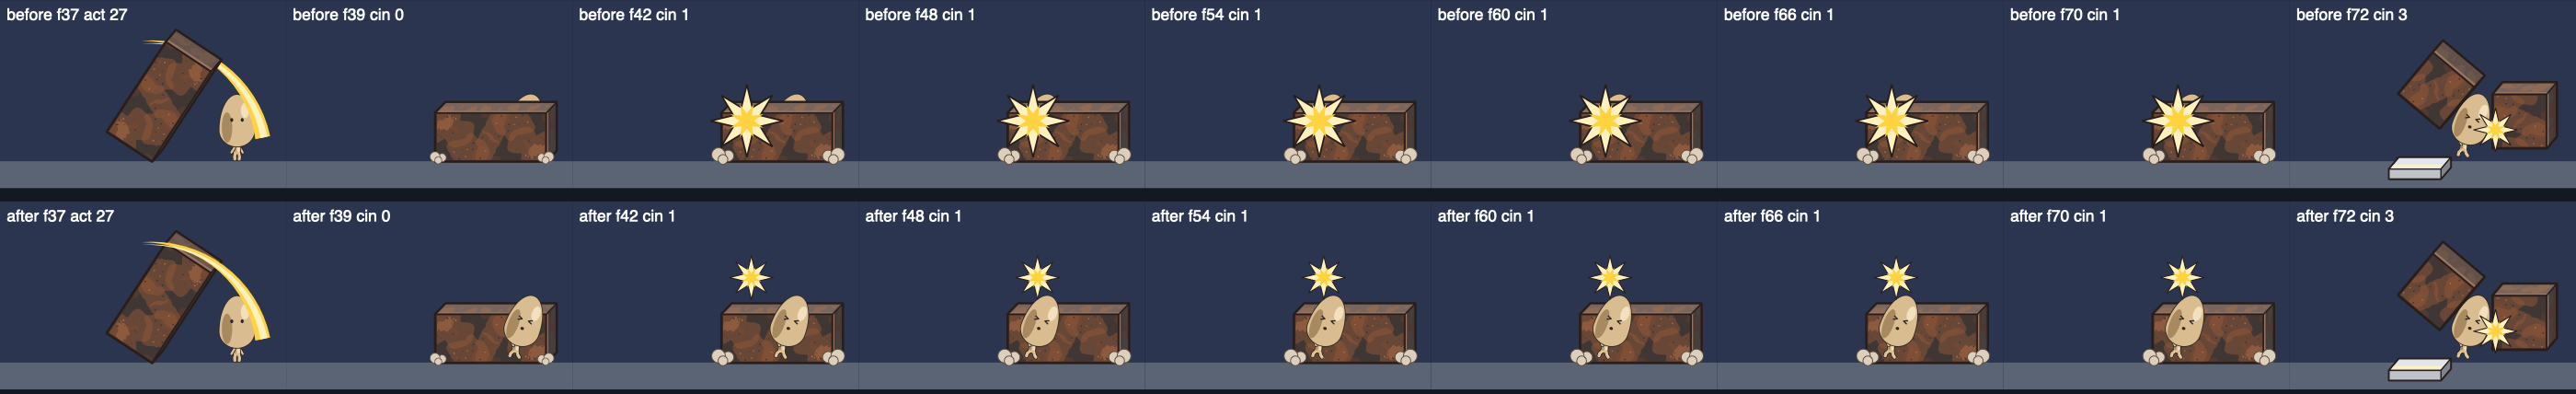 before f37 act 27
before f39 cin 0
before f42 cin 1
before f48 cin 1
before f54 cin 1
before f60 cin 1
before f66 cin 1
before f70 cin 1
before f72 cin 3
after f37 act 27
after f39 cin 0
after f42 cin 1
after f48 cin 1
after f54 cin 1
after f60 cin 1
after f66 cin 1
after f70 cin 1
after f72 cin 3